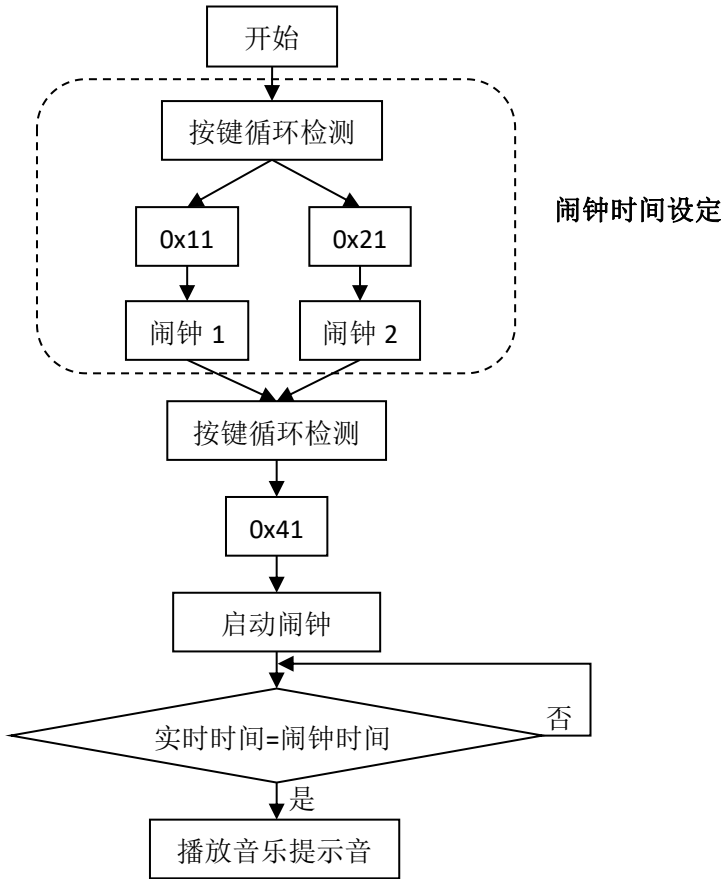 开始
按键循环检测
0x11
0x21
闹钟时间设定
闹钟 1
闹钟 2
按键循环检测
0x41
启动闹钟
实时时间=闹钟时间
否
是
播放音乐提示音